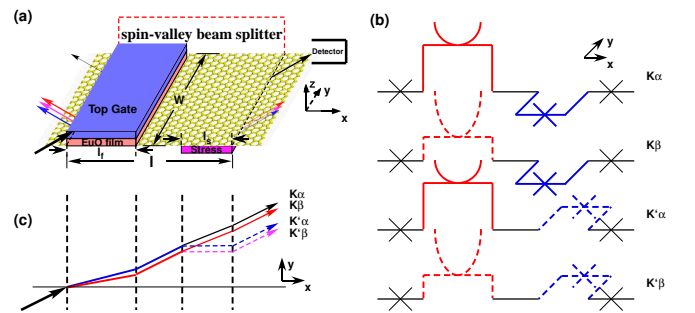 (a)
spin-valley beam splitter
Detector
W
Top Gate
EuO film
z
y
x
l_f
l
l_s
Stress
(b)
y
x
Kα
Kβ
K'α
K'β
(c)
Kα
Kβ
K'α
K'β
y
x